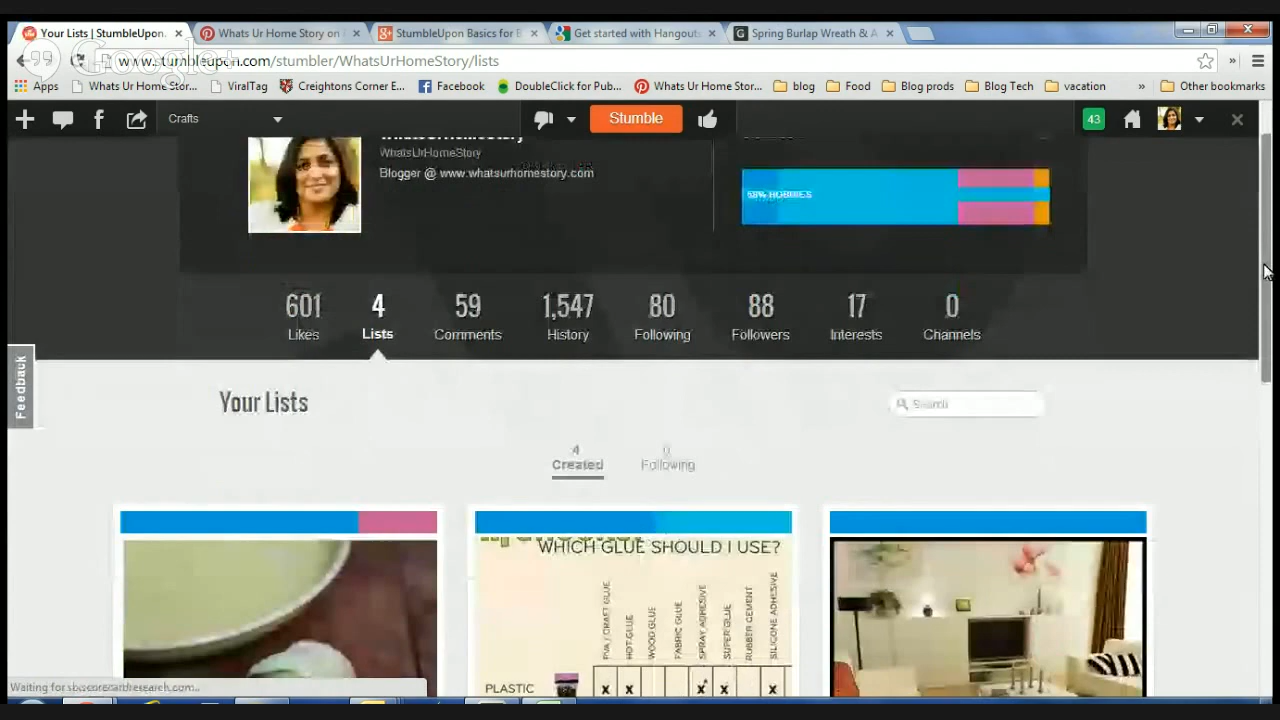 Your Lists | StumbleUpon.
Whats Ur Home Story on
StumbleUpon Basics for B
Get started with Hangouts
Spring Burlap Wreath & A
Google+
www.stumbleupon.com/stumbler/WhatsUrHomeStory/lists
Apps
Whats Ur Home Stor...
ViralTag
Creightons Corner E...
Facebook
DoubleClick for Pub...
Whats Ur Home Stor...
blog
Food
Blog prods
Blog Tech
vacation
»
Other bookmarks
Crafts
Stumble
43
WhatsUrHomeStory
WhatsUrHomeStory
Blogger @ www.whatsurhomestory.com
HOBBIES
601 4 59 1,547 80 88 17 0
Likes Lists Comments History Following Followers Interests Channels
Feedback
Your Lists
Search
4 0
Created Following
WHICH GLUE SHOULD I USE?
PVA / CRAFT GLUE
HOT GLUE
WOOD GLUE
FABRIC GLUE
SPRAY ADHESIVE
SUPER GLUE
RUBBER CEMENT
SILICONE ADHESIVE
PLASTIC X X X X X